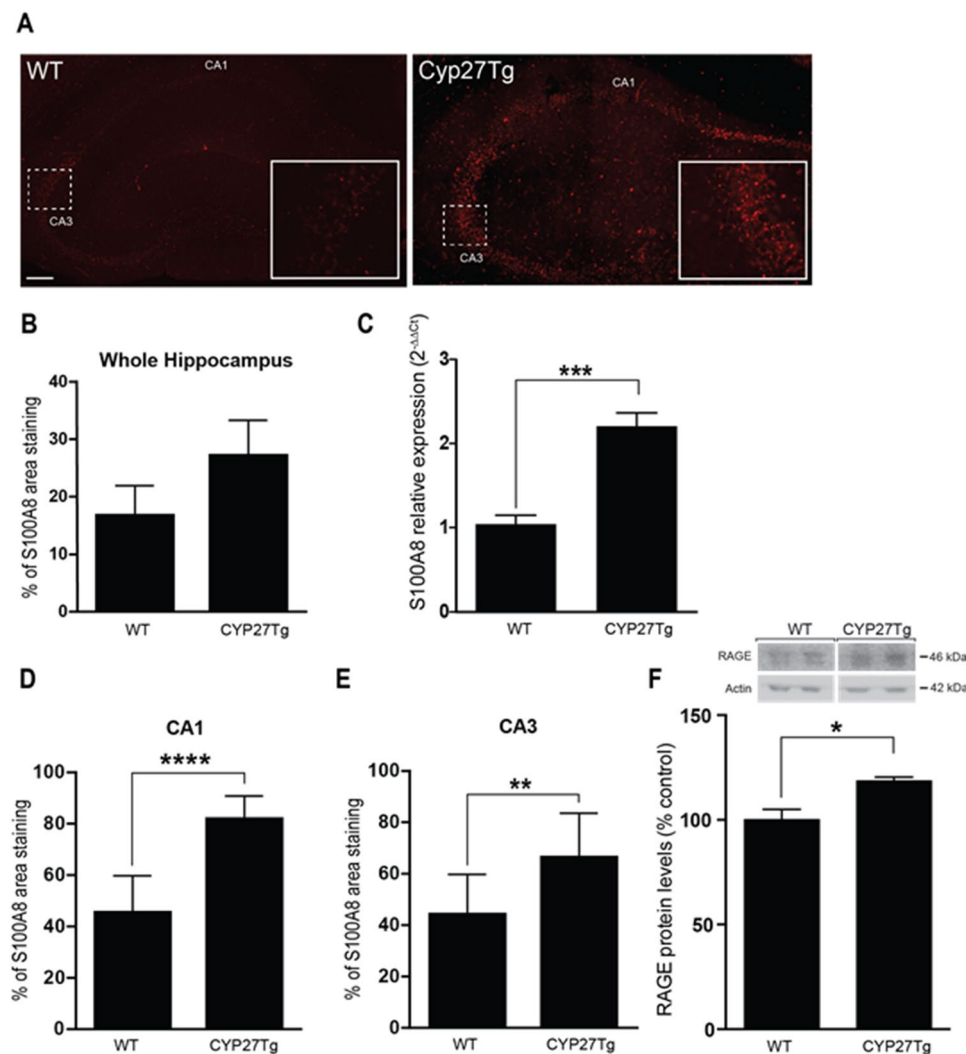 A
WT
CA1
CA3
Cyp27Tg
CA1
CA3
B
Whole Hippocampus
% of S100A8 area staining
40
30
20
10
0
WT
CYP27Tg
C
S100A8 relative expression (2^-ΔΔCt)
3
2
1
0
***
WT
CYP27Tg
D
CA1
% of S100A8 area staining
100
80
60
40
20
0
****
WT
CYP27Tg
E
CA3
% of S100A8 area staining
100
80
60
40
20
0
**
WT
CYP27Tg
F
WT
CYP27Tg
RAGE
46 kDa
Actin
42 kDa
RAGE protein levels (% control)
150
100
50
0
*
WT
CYP27Tg